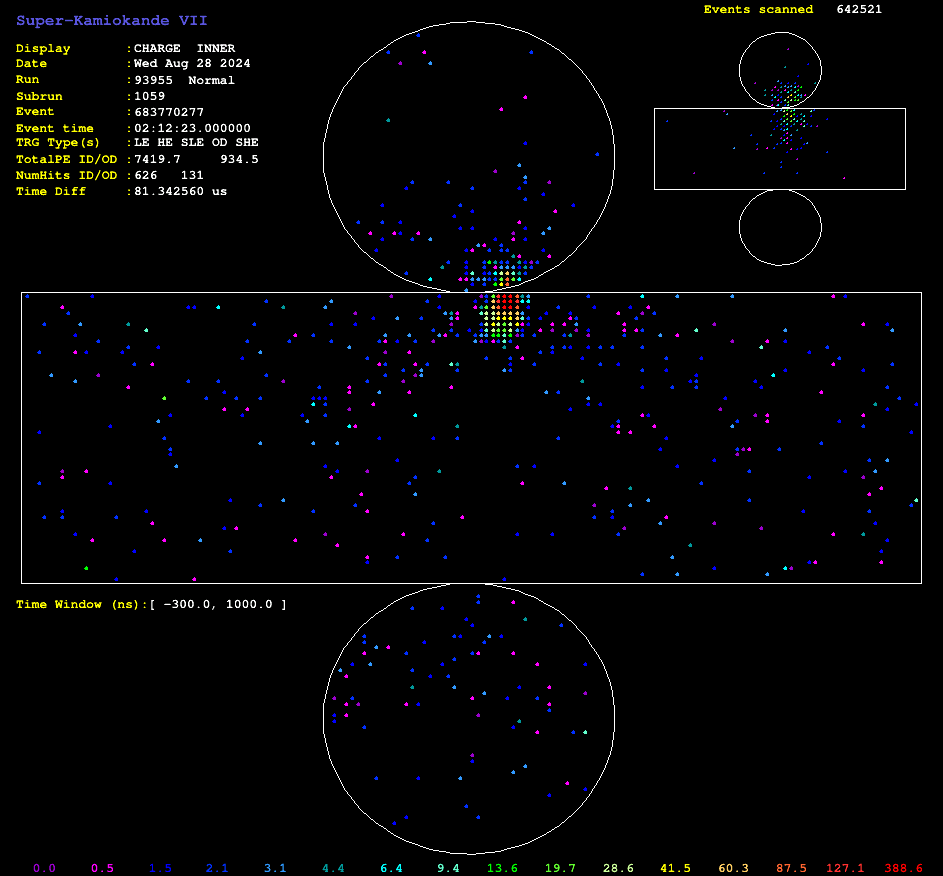 Super-Kamiokande VII
Events scanned 642521
Display :CHARGE INNER
Date :Wed Aug 28 2024
Run :93955 Normal
Subrun :1059
Event :683770277
Event time :02:12:23.000000
TRG Type(s) :LE HE SLE OD SHE
TotalPE ID/OD :7419.7 934.5
NumHits ID/OD :626 131
Time Diff :81.342560 us
Time Window (ns):[ -300.0, 1000.0 ]
0.0 0.5 1.5 2.1 3.1 4.4 6.4 9.4 13.6 19.7 28.6 41.5 60.3 87.5 127.1 388.6